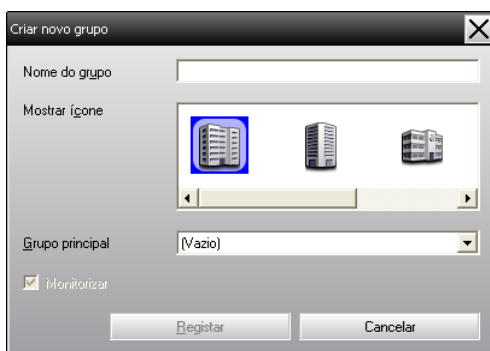 Criar novo grupo
Nome do grupo
Mostrar ícone
Grupo principal
(Vazio)
Monitorizar
Registar
Cancelar